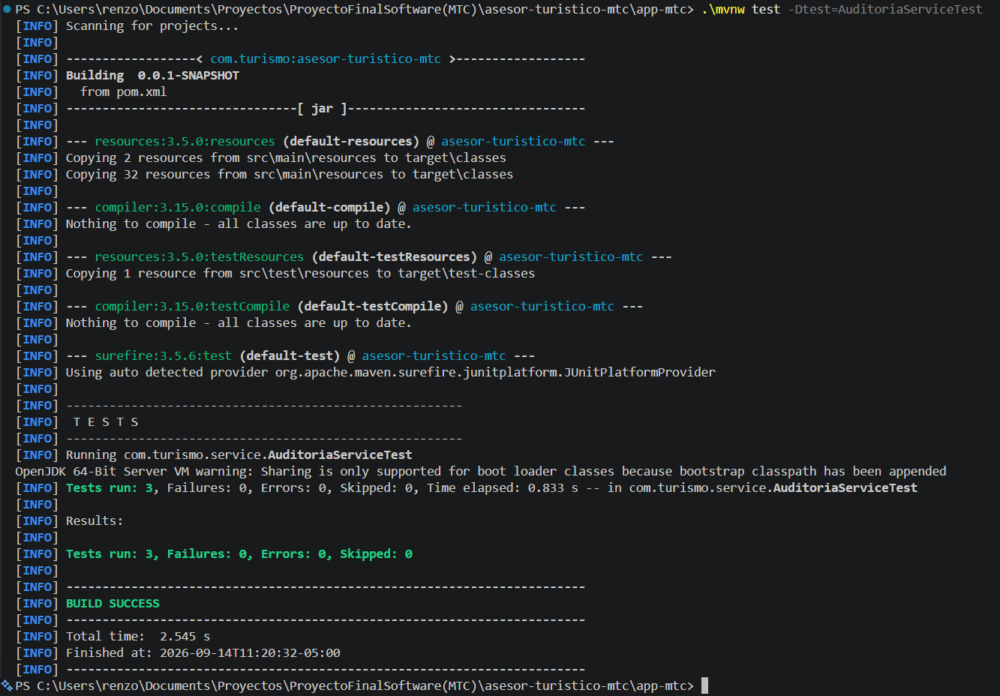 PS C:\Users\renzo\Documents\Proyectos\ProyectoFinalSoftware(MTC)\asesor-turistico-mtc\app-mtc> .\mvnw test -Dtest=AuditoriaServiceTest
[INFO] Scanning for projects...
[INFO]
[INFO] ------------------< com.turismo:asesor-turistico-mtc >------------------
[INFO] Building  0.0.1-SNAPSHOT
[INFO]   from pom.xml
[INFO] --------------------------------[ jar ]---------------------------------
[INFO]
[INFO] --- resources:3.5.0:resources (default-resources) @ asesor-turistico-mtc ---
[INFO] Copying 2 resources from src\main\resources to target\classes
[INFO] Copying 32 resources from src\main\resources to target\classes
[INFO]
[INFO] --- compiler:3.15.0:compile (default-compile) @ asesor-turistico-mtc ---
[INFO] Nothing to compile - all classes are up to date.
[INFO]
[INFO] --- resources:3.5.0:testResources (default-testResources) @ asesor-turistico-mtc ---
[INFO] Copying 1 resource from src\test\resources to target\test-classes
[INFO]
[INFO] --- compiler:3.15.0:testCompile (default-testCompile) @ asesor-turistico-mtc ---
[INFO] Nothing to compile - all classes are up to date.
[INFO]
[INFO] --- surefire:3.5.6:test (default-test) @ asesor-turistico-mtc ---
[INFO] Using auto detected provider org.apache.maven.surefire.junitplatform.JUnitPlatformProvider
[INFO]
[INFO] -------------------------------------------------------
[INFO]  T E S T S
[INFO] -------------------------------------------------------
[INFO] Running com.turismo.service.AuditoriaServiceTest
OpenJDK 64-Bit Server VM warning: Sharing is only supported for boot loader classes because bootstrap classpath has been appended
[INFO] Tests run: 3, Failures: 0, Errors: 0, Skipped: 0, Time elapsed: 0.833 s -- in com.turismo.service.AuditoriaServiceTest
[INFO]
[INFO] Results:
[INFO]
[INFO] Tests run: 3, Failures: 0, Errors: 0, Skipped: 0
[INFO]
[INFO] ------------------------------------------------------------------------
[INFO] BUILD SUCCESS
[INFO] ------------------------------------------------------------------------
[INFO] Total time:  2.545 s
[INFO] Finished at: 2026-09-14T11:20:32-05:00
[INFO] ------------------------------------------------------------------------
PS C:\Users\renzo\Documents\Proyectos\ProyectoFinalSoftware(MTC)\asesor-turistico-mtc\app-mtc>